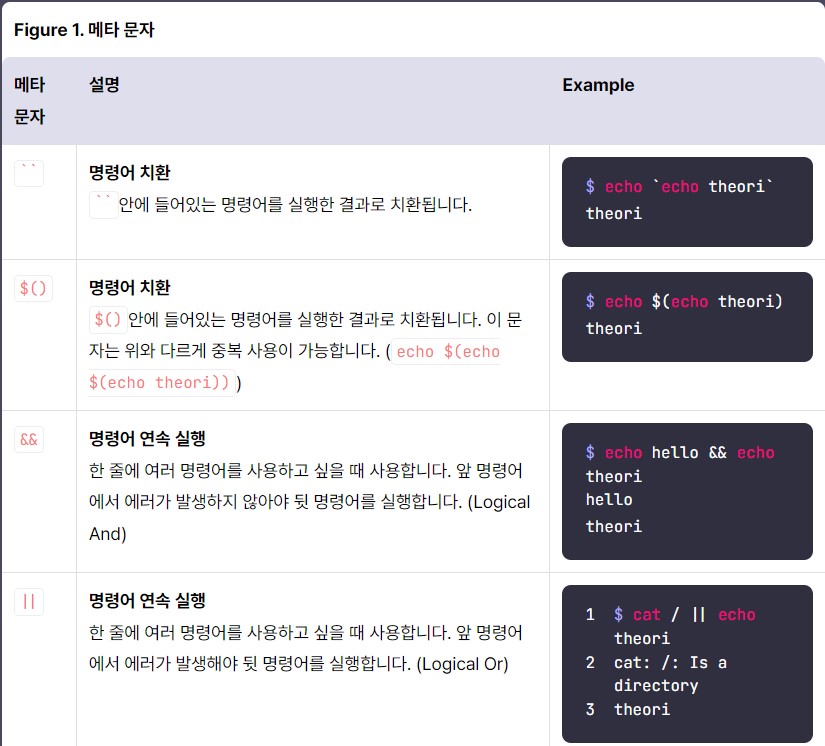 Figure 1. 메타 문자
메타
문자
설명
Example
``
명령어 치환
``안에 들어있는 명령어를 실행한 결과로 치환됩니다.
$ echo `echo theori`
theori
$()
명령어 치환
$() 안에 들어있는 명령어를 실행한 결과로 치환됩니다. 이 문
자는 위와 다르게 중복 사용이 가능합니다. (echo $(echo
$(echo theori)))
$ echo $(echo theori)
theori
&&
명령어 연속 실행
한 줄에 여러 명령어를 사용하고 싶을 때 사용합니다. 앞 명령어
에서 에러가 발생하지 않아야 뒷 명령어를 실행합니다. (Logical
And)
$ echo hello && echo
theori
hello
theori
||
명령어 연속 실행
한 줄에 여러 명령어를 사용하고 싶을 때 사용합니다. 앞 명령어
에서 에러가 발생해야 뒷 명령어를 실행합니다. (Logical Or)
1 $ cat / || echo
theori
2 cat: /: Is a
directory
3 theori